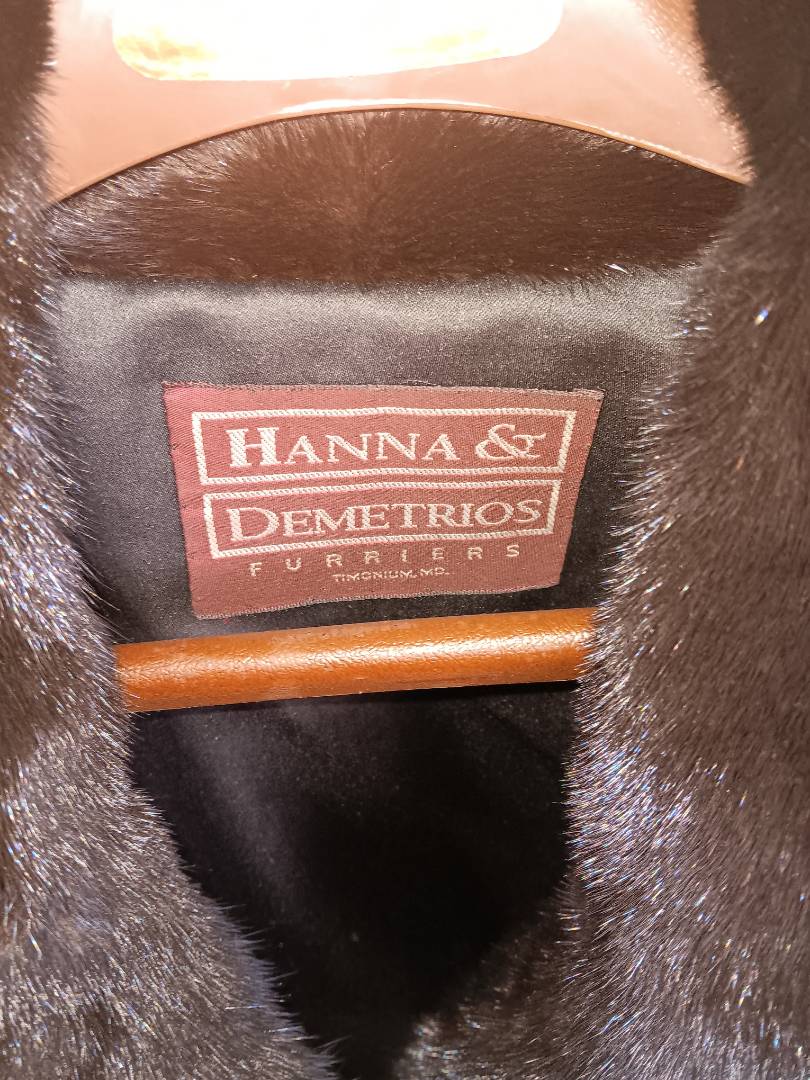 HANNA &
DEMETRIOS
FURRIERS
TIMONIUM, MD.